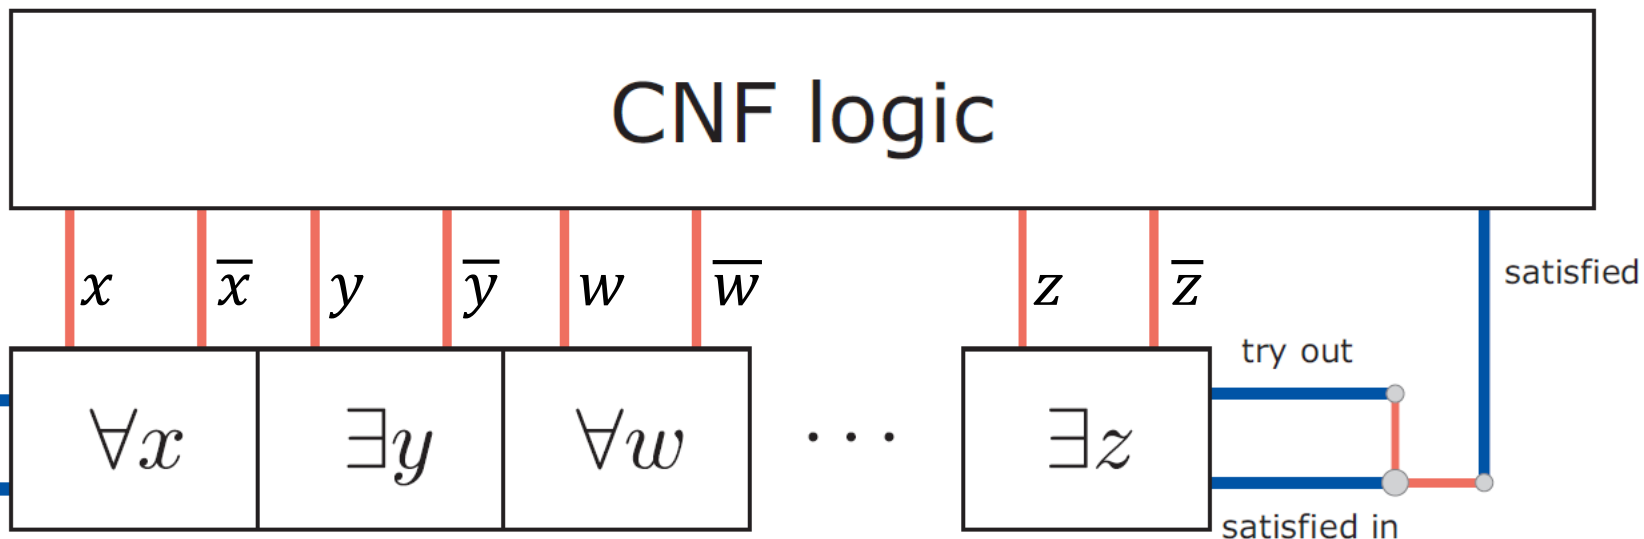 CNF logic
x x̅ y y̅ w w̅ z z̅
satisfied
try out
∀x ∃y ∀w ··· ∃z
satisfied in